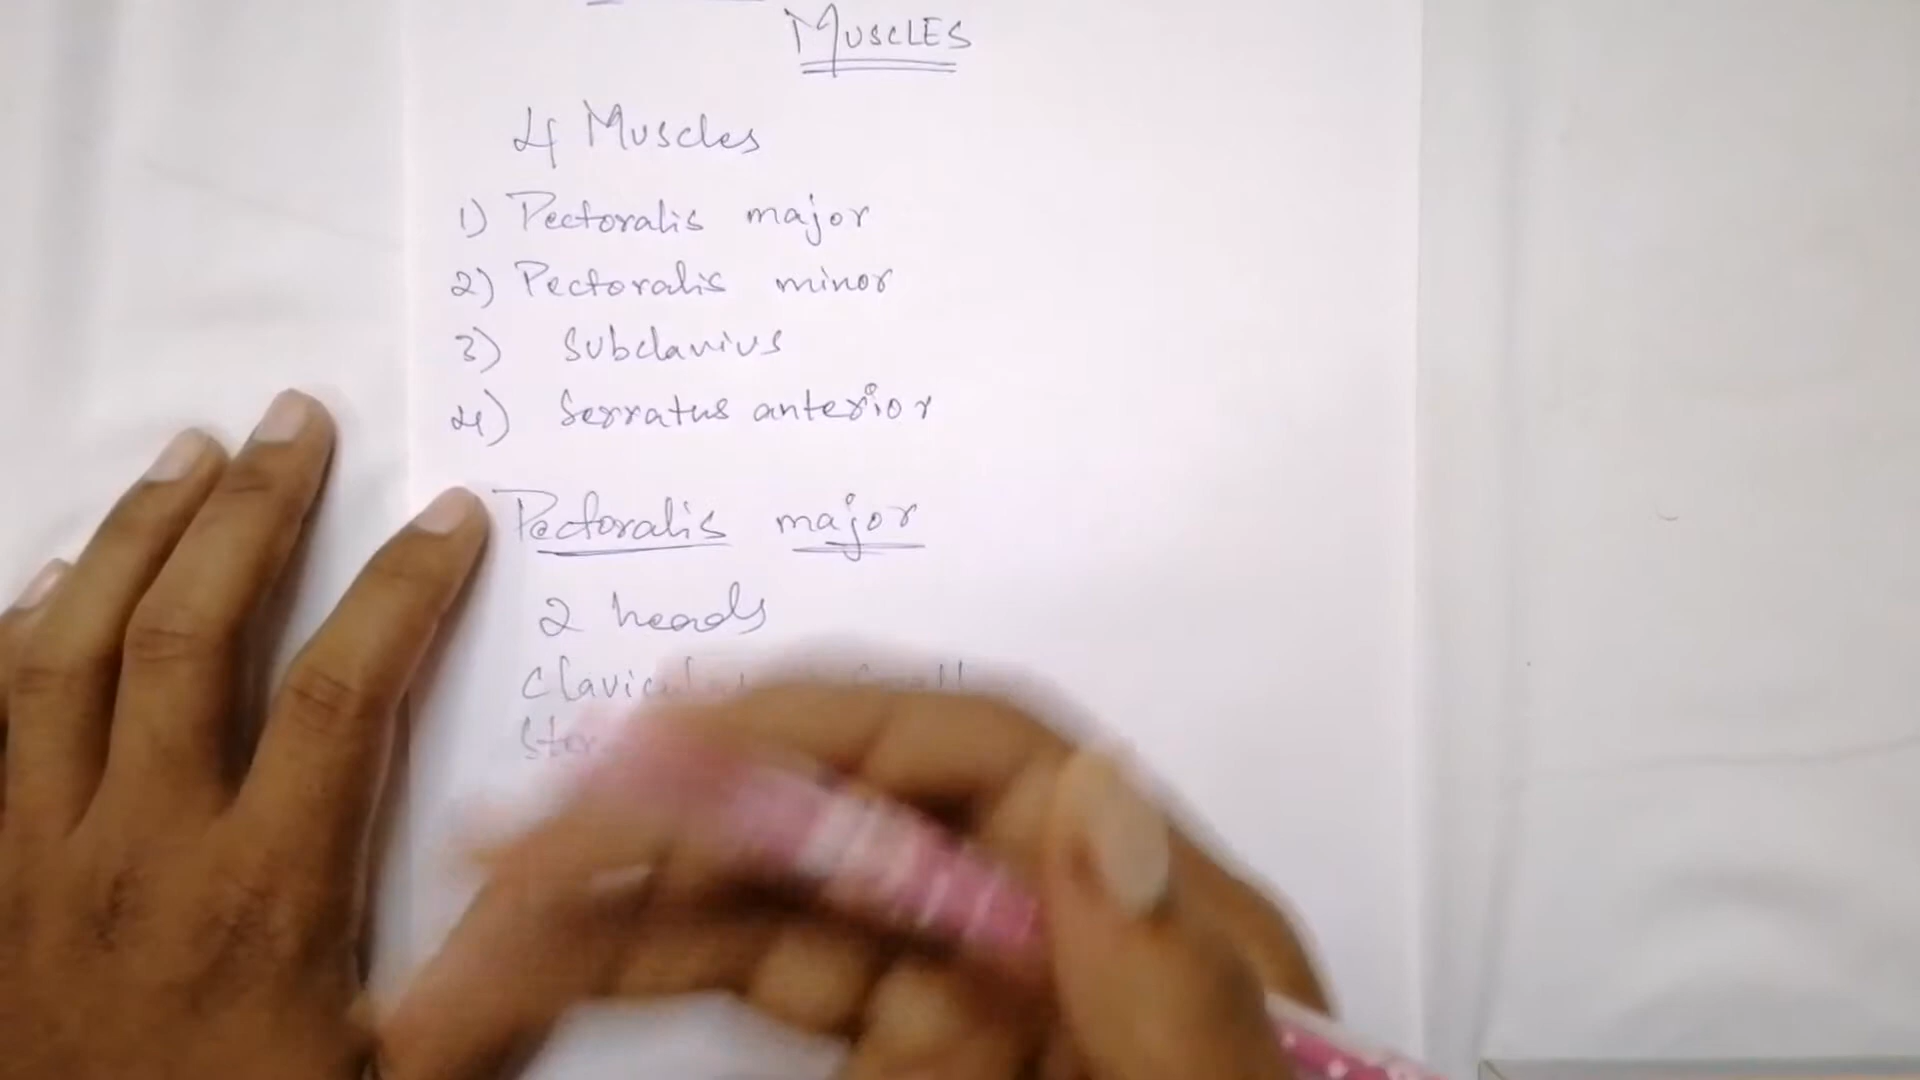 MUSCLES
4 Muscles
1) Pectoralis major
2) Pectoralis minor
3) Subclavius
4) Serratus anterior
Pectoralis major
2 heads